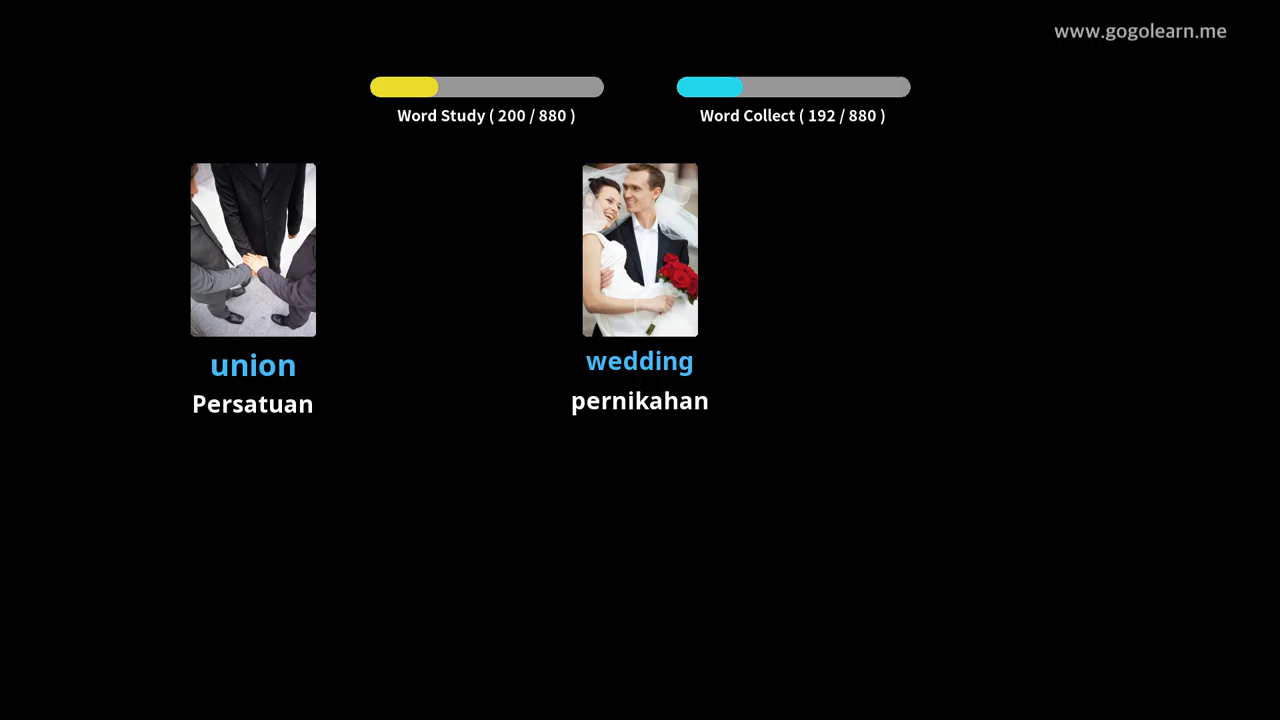 www.gogolearn.me
Word Study ( 200 / 880 )
Word Collect ( 192 / 880 )
union
Persatuan
wedding
pernikahan